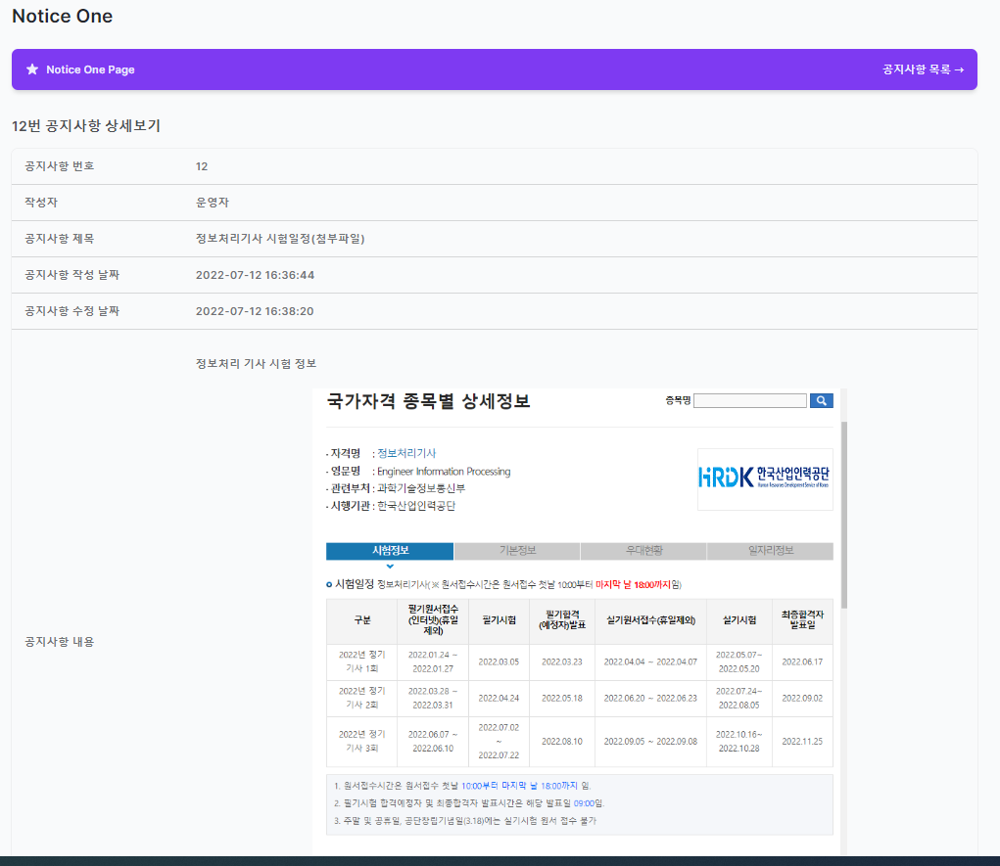 Notice One
★ Notice One Page 공지사항 목록 →
12번 공지사항 상세보기
공지사항 번호 12
작성자 운영자
공지사항 제목 정보처리기사 시험일정(첨부파일)
공지사항 작성 날짜 2022-07-12 16:36:44
공지사항 수정 날짜 2022-07-12 16:38:20
공지사항 내용
정보처리 기사 시험 정보
국가자격 종목별 상세정보 종목명
· 자격명 : 정보처리기사
· 영문명 : Engineer Information Processing
· 관련부처 : 과학기술정보통신부
· 시행기관 : 한국산업인력공단
HRDK 한국산업인력공단
Human Resources Development Service of Korea
시험정보 기본정보 우대현황 일자리정보
시험일정 정보처리기사(※ 원서접수시간은 원서접수 첫날 10:00부터 마지막 날 18:00까지임)
구분 필기원서접수 (인터넷)(휴일 제외) 필기시험 필기합격 (예정자)발표 실기원서접수(휴일제외) 실기시험 최종합격자 발표일
2022년 정기 기사 1회 2022.01.24 ~ 2022.01.27 2022.03.05 2022.03.23 2022.04.04 ~ 2022.04.07 2022.05.07~ 2022.05.20 2022.06.17
2022년 정기 기사 2회 2022.03.28 ~ 2022.03.31 2022.04.24 2022.05.18 2022.06.20 ~ 2022.06.23 2022.07.24~ 2022.08.05 2022.09.02
2022년 정기 기사 3회 2022.06.07 ~ 2022.06.10 2022.07.02 ~ 2022.07.22 2022.08.10 2022.09.05 ~ 2022.09.08 2022.10.16~ 2022.10.28 2022.11.25
1. 원서접수시간은 원서접수 첫날 10:00부터 마지막 날 18:00까지 임.
2. 필기시험 합격예정자 및 최종합격자 발표시간은 해당 발표일 09:00임.
3. 주말 및 공휴일, 공단창립기념일(3.18)에는 실기시험 원서 접수 불가